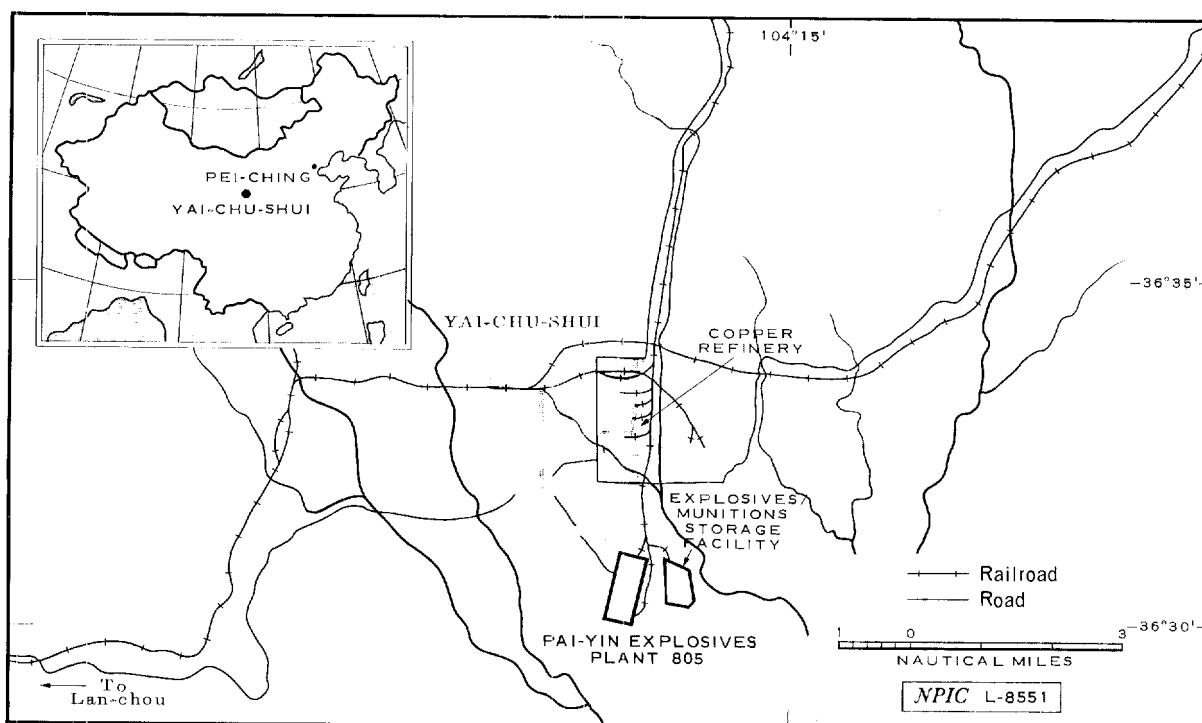 104°15'
PEI-CHING
YAI-CHU-SHUI
36°35'
YAI-CHU-SHUI
COPPER
REFINERY
EXPLOSIVES/
MUNITIONS
STORAGE
FACILITY
Railroad
Road
PAI-YIN EXPLOSIVES
PLANT 805
36°30'
1 0 3
NAUTICAL MILES
To
Lan-chou
NPIC L-8551